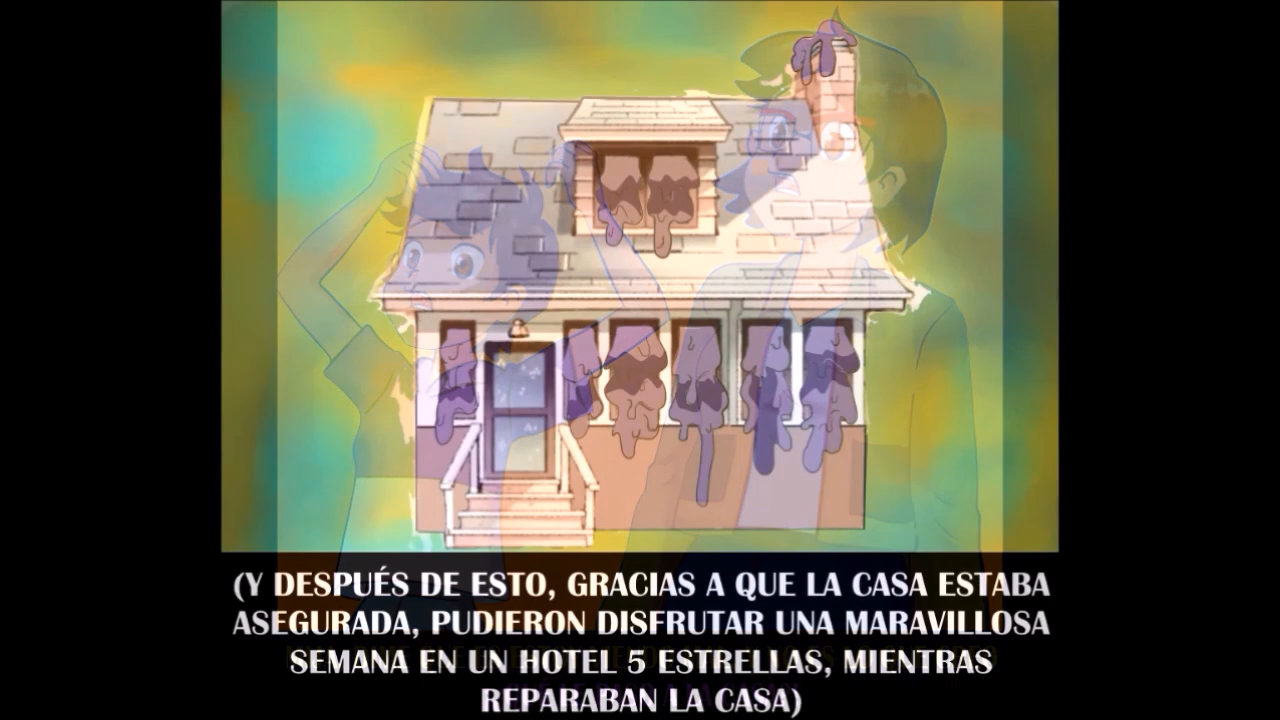 (Y DESPUÉS DE ESTO, GRACIAS A QUE LA CASA ESTABA
ASEGURADA, PUDIERON DISFRUTAR UNA MARAVILLOSA
SEMANA EN UN HOTEL 5 ESTRELLAS, MIENTRAS
REPARABAN LA CASA)